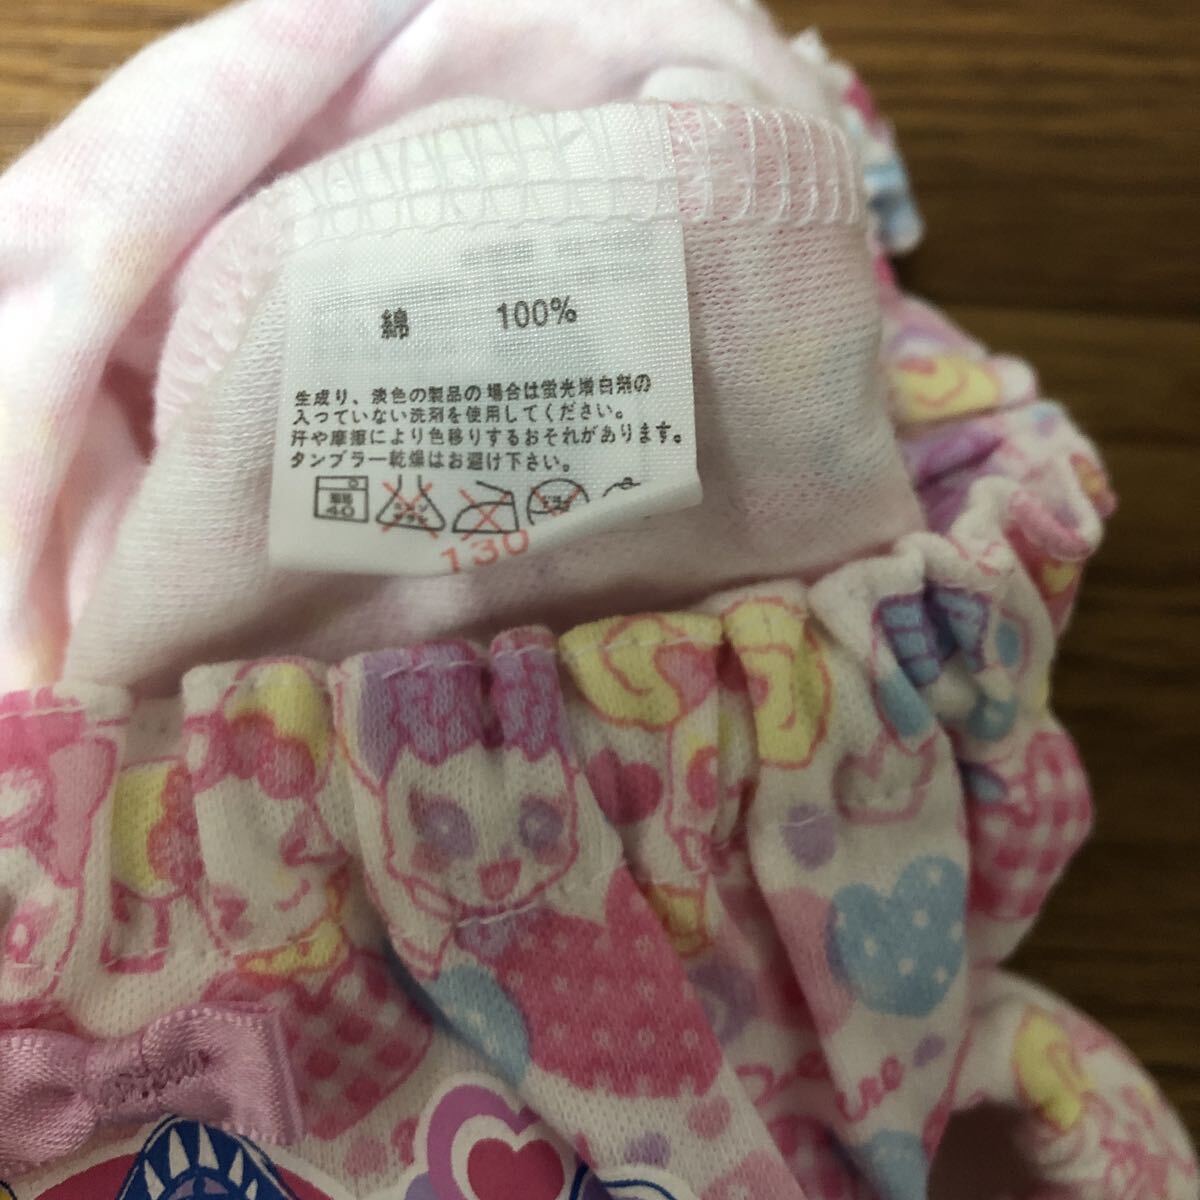 綿 100%
生成り、淡色の製品の場合は蛍光増白剤の
入つていない洗剤を使用してください。
汗や摩擦により色移りするおそれがあります。
タンブラー乾燥はお避け下さい。
40
130